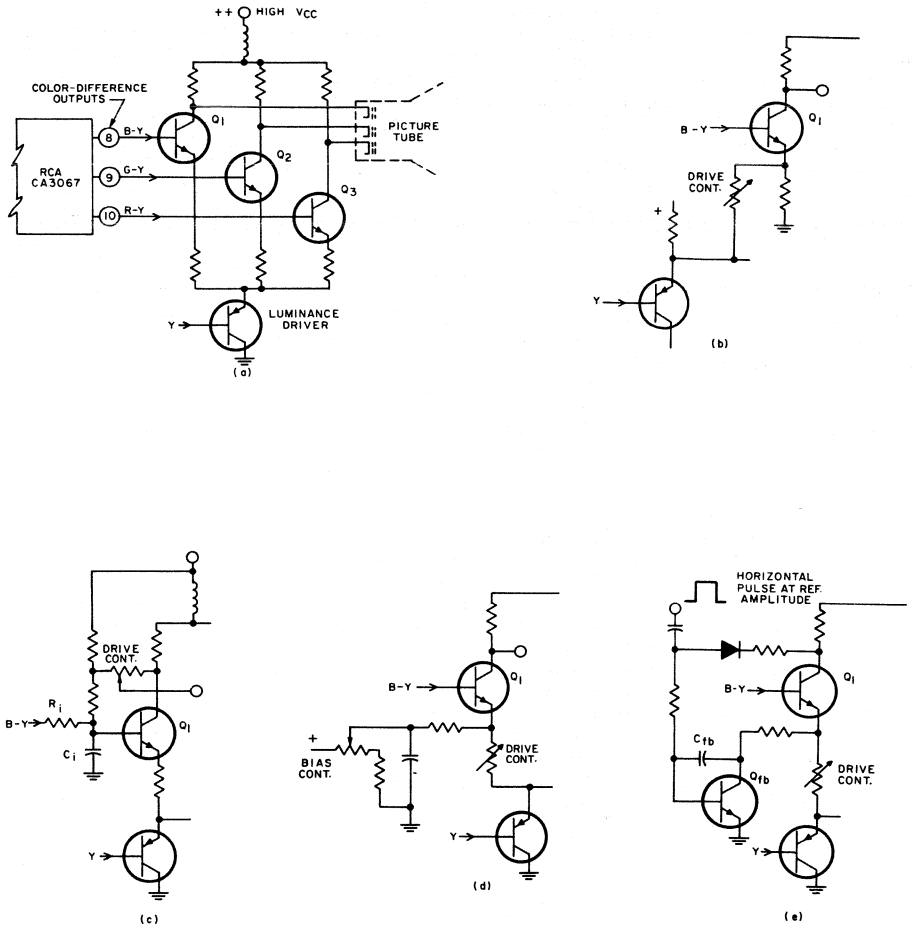 ++ HIGH VCC
COLOR-DIFFERENCE
OUTPUTS
8 B-Y
Q1
PICTURE
TUBE
RCA
CA3067
9 G-Y
Q2
10 R-Y
Q3
Y
LUMINANCE
DRIVER
(a)
B-Y
Q1
DRIVE
CONT.
+
Y
(b)
DRIVE
CONT.
Ri
B-Y
Q1
Ci
Y
(c)
B-Y
Q1
+
BIAS
CONT.
DRIVE
CONT.
Y
(d)
HORIZONTAL
PULSE AT REF.
AMPLITUDE
Q1
B-Y
Cfb
Qfb
DRIVE
CONT.
Y
(e)